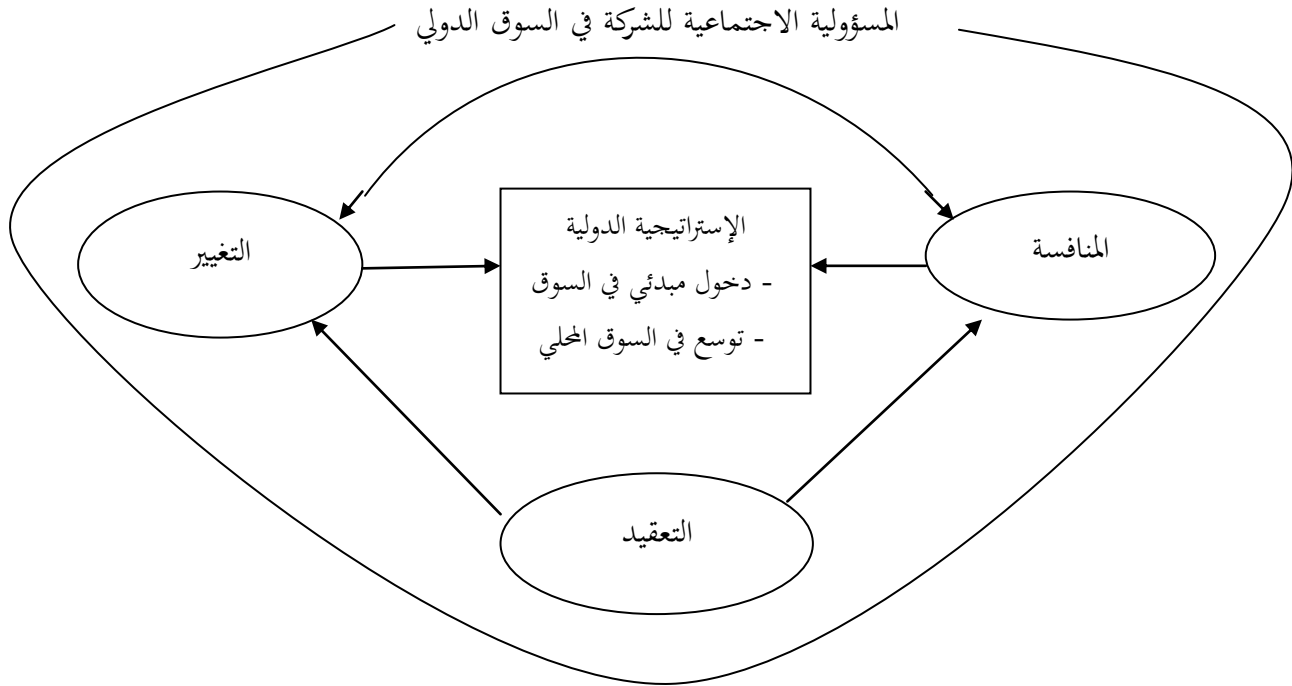 المسؤولية الاجتماعية للشركة في السوق الدولي
المنافسة
الإستراتيجية الدولية
- دخول مبدئي في السوق
- توسع في السوق المحلي
التغيير
التعقيد